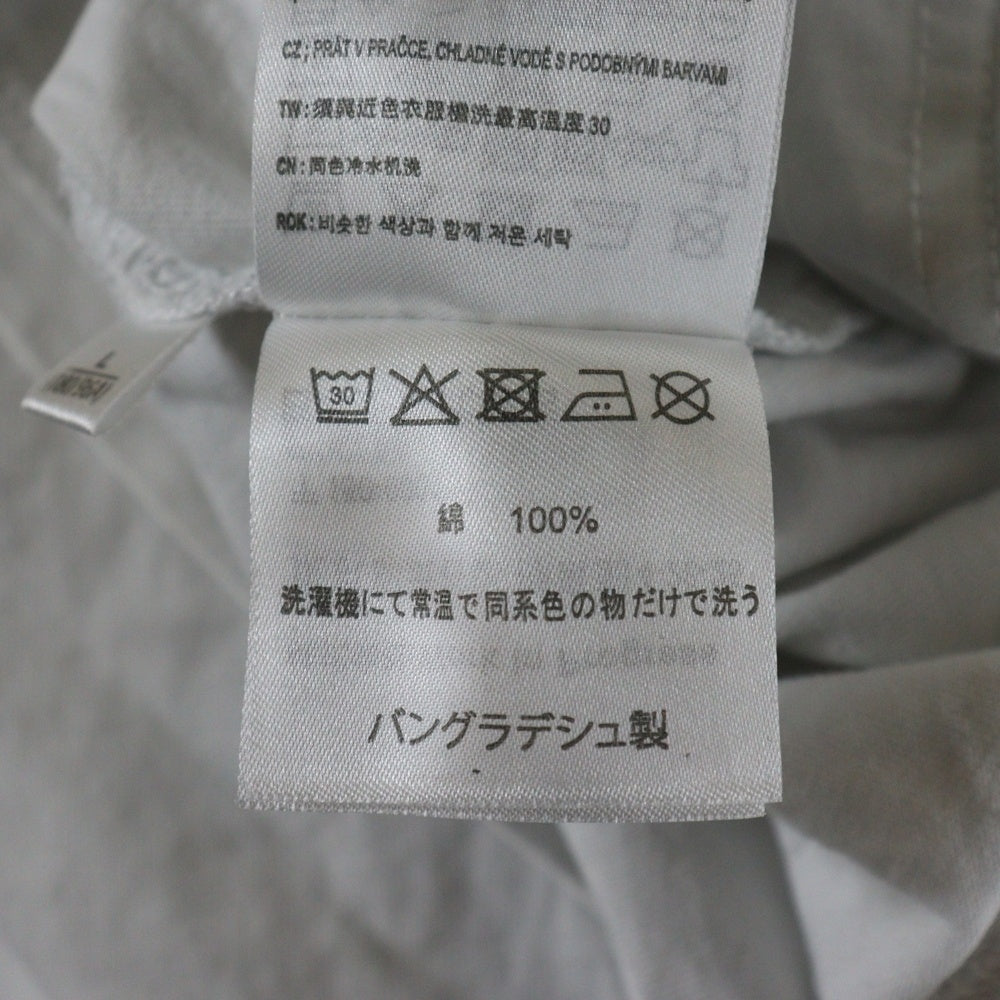 CZ; PRÁT V PRAČCE, CHLADNÉ VODĚ S PODOBNÝMI BARVAMI
TW: 須與近色衣服機洗最高溫度30
CN: 同色冷水机洗
ROK: 비슷한 색상과 함께 저온 세탁
L
30
綿 100%
洗濯機にて常温で同系色の物だけで洗う
バングラデシュ製